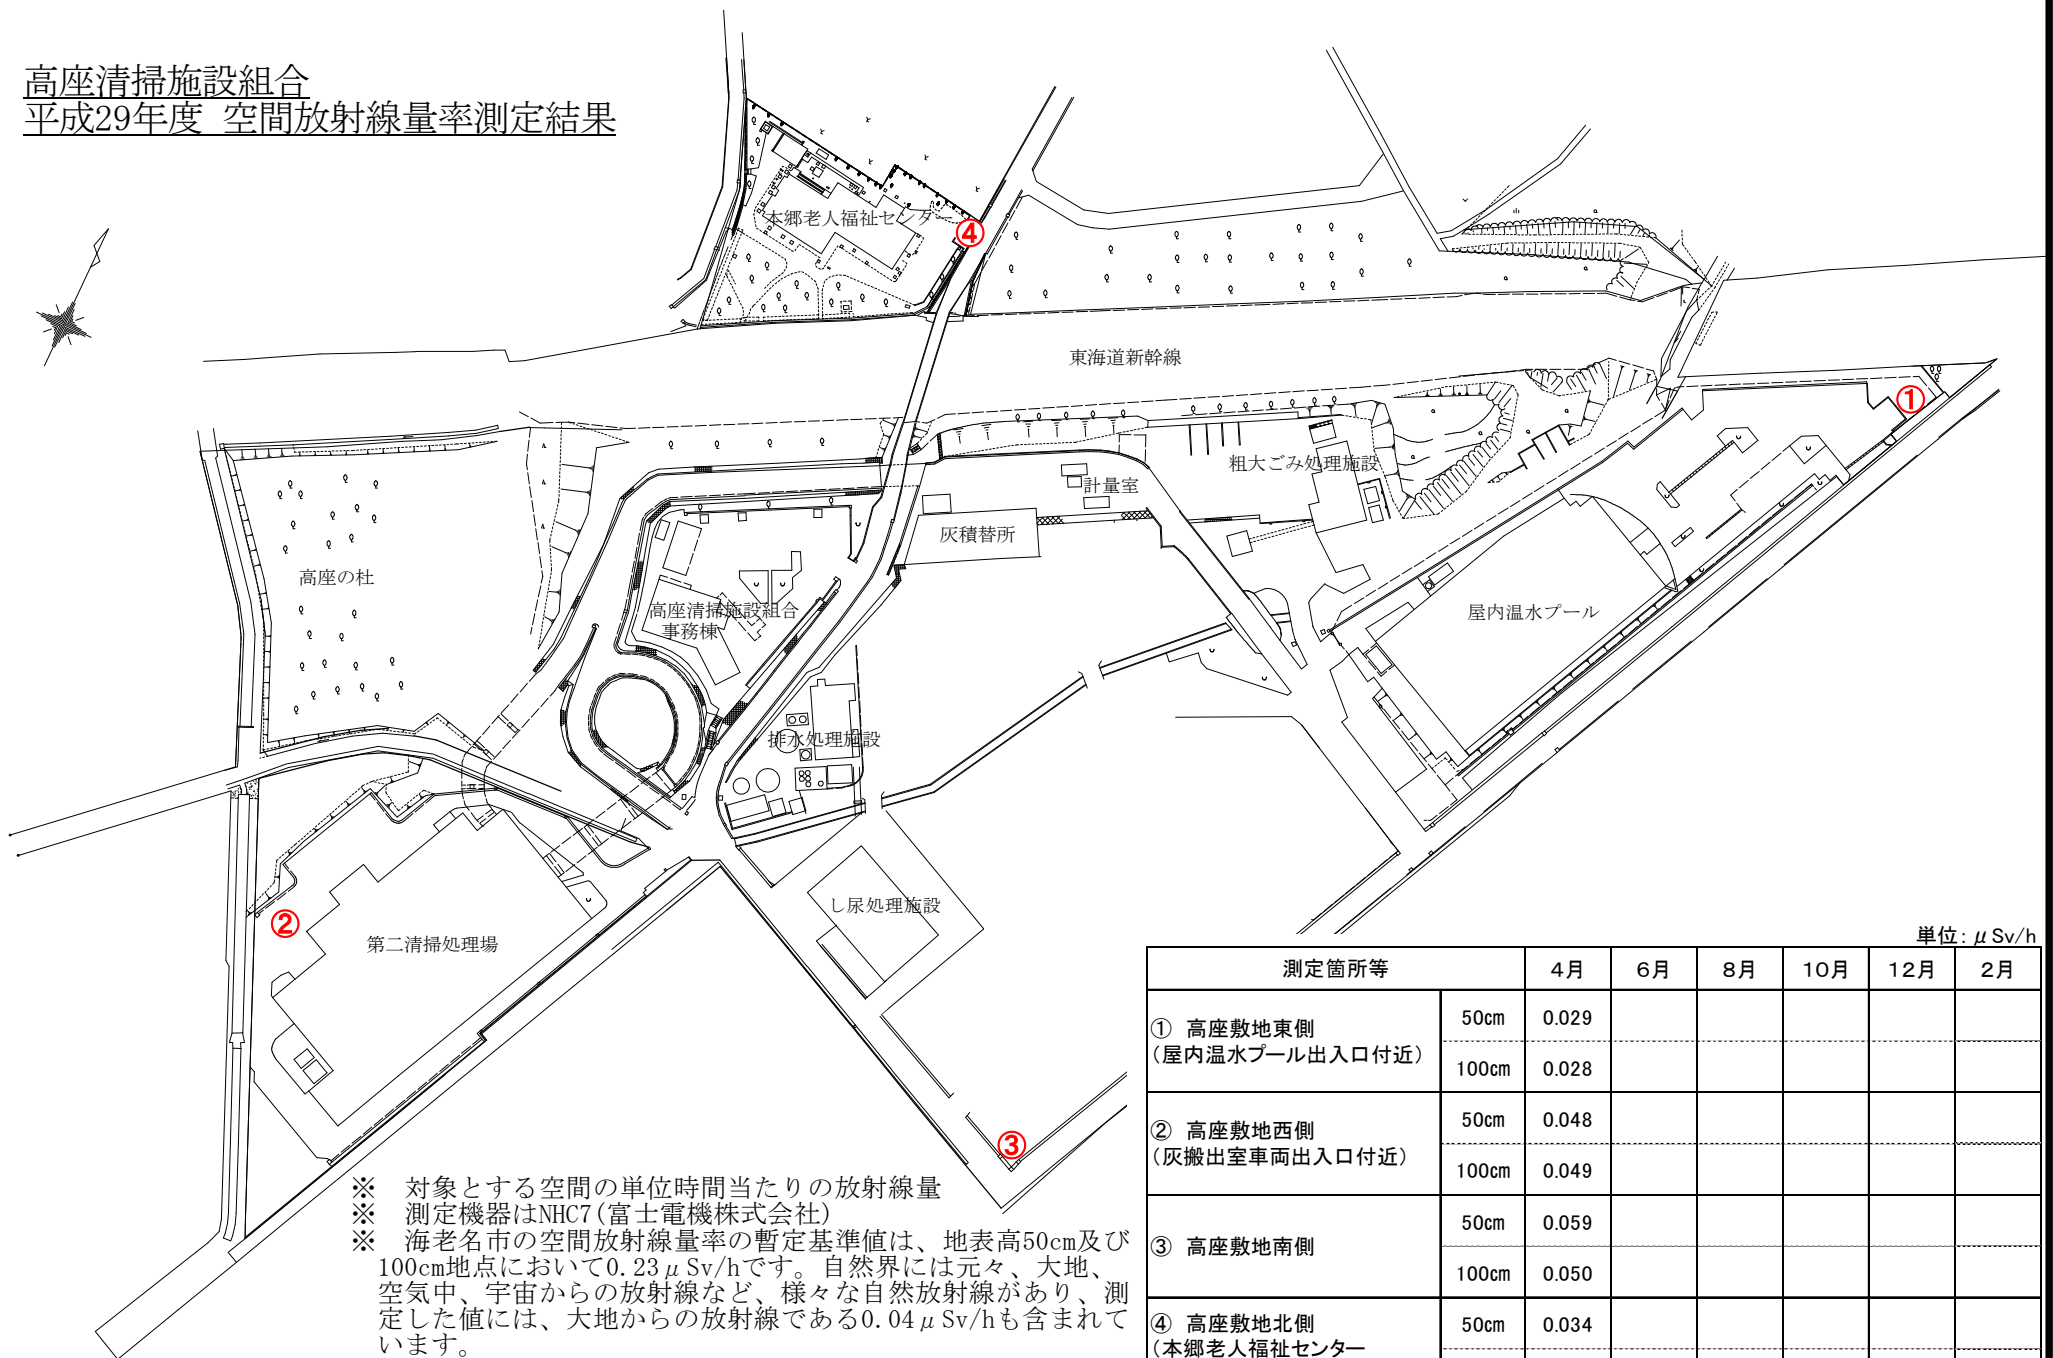 高座清掃施設組合
平成29年度 空間放射線量率測定結果
本郷老人福祉センター
④
東海道新幹線
①
粗大ごみ処理施設
計量室
灰積替所
高座の杜
高座清掃施設組合
事務棟
屋内温水プール
排水処理施設
し尿処理施設
②
第二清掃処理場
③
※ 対象とする空間の単位時間当たりの放射線量
※ 測定機器はNHC7(富士電機株式会社)
※ 海老名市の空間放射線量率の暫定基準値は、地表高50cm及び
100cm地点において0.23μSv/hです。自然界には元々、大地、
空気中、宇宙からの放射線など、様々な自然放射線があり、測
定した値には、大地からの放射線である0.04μSv/hも含まれて
います。
単位：μSv/h
測定箇所等 4月 6月 8月 10月 12月 2月
① 高座敷地東側
（屋内温水プール出入口付近）
50cm 0.029
100cm 0.028
② 高座敷地西側
（灰搬出室車両出入口付近）
50cm 0.048
100cm 0.049
③ 高座敷地南側
50cm 0.059
100cm 0.050
④ 高座敷地北側
（本郷老人福祉センター
50cm 0.034